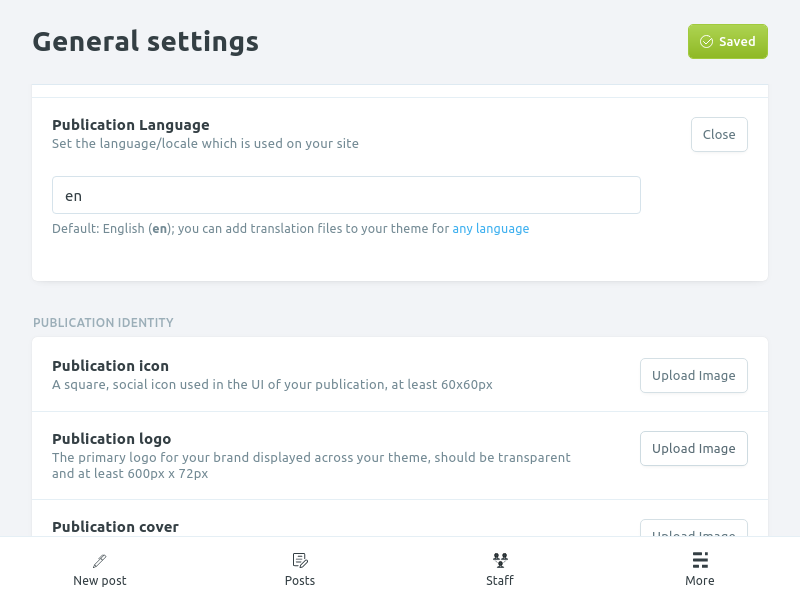 General settings
Saved
Publication Language
Set the language/locale which is used on your site
Close
en
Default: English (en); you can add translation files to your theme for any language
PUBLICATION IDENTITY
Publication icon
A square, social icon used in the UI of your publication, at least 60x60px
Upload Image
Publication logo
The primary logo for your brand displayed across your theme, should be transparent
and at least 600px x 72px
Upload Image
Publication cover
Upload Image
New post
Posts
Staff
More